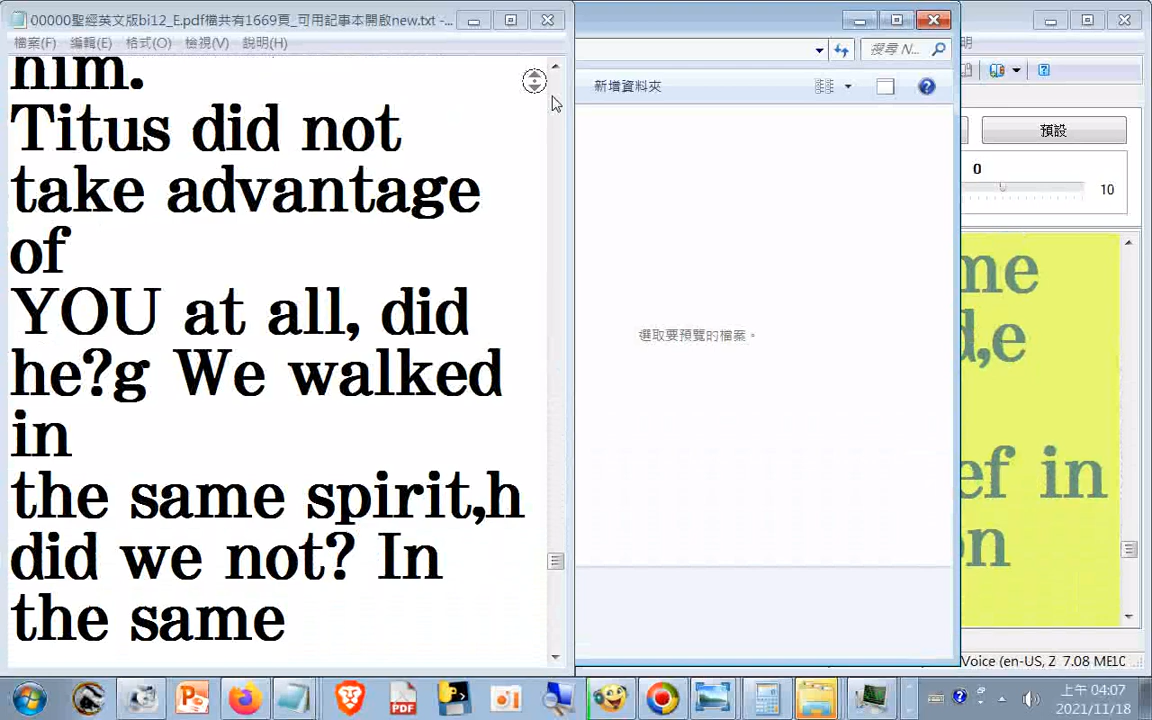 00000聖經英文版bi12_E.pdf檔共有1669頁_可用記事本開啟new.txt -...
檔案(F) 編輯(E) 格式(O) 檢視(V) 說明(H)
him.
Titus did not
take advantage
of
YOU at all, did
he?g We walked
in
the same spirit,h
did we not? In
the same
搜尋 N...
新增資料夾
選取要預覽的檔案。
明
預設
0
10
me
d,e
ef in
on
Voice (en-US, Z 7.08 ME1C
PDF
上午 04:07
2021/11/18